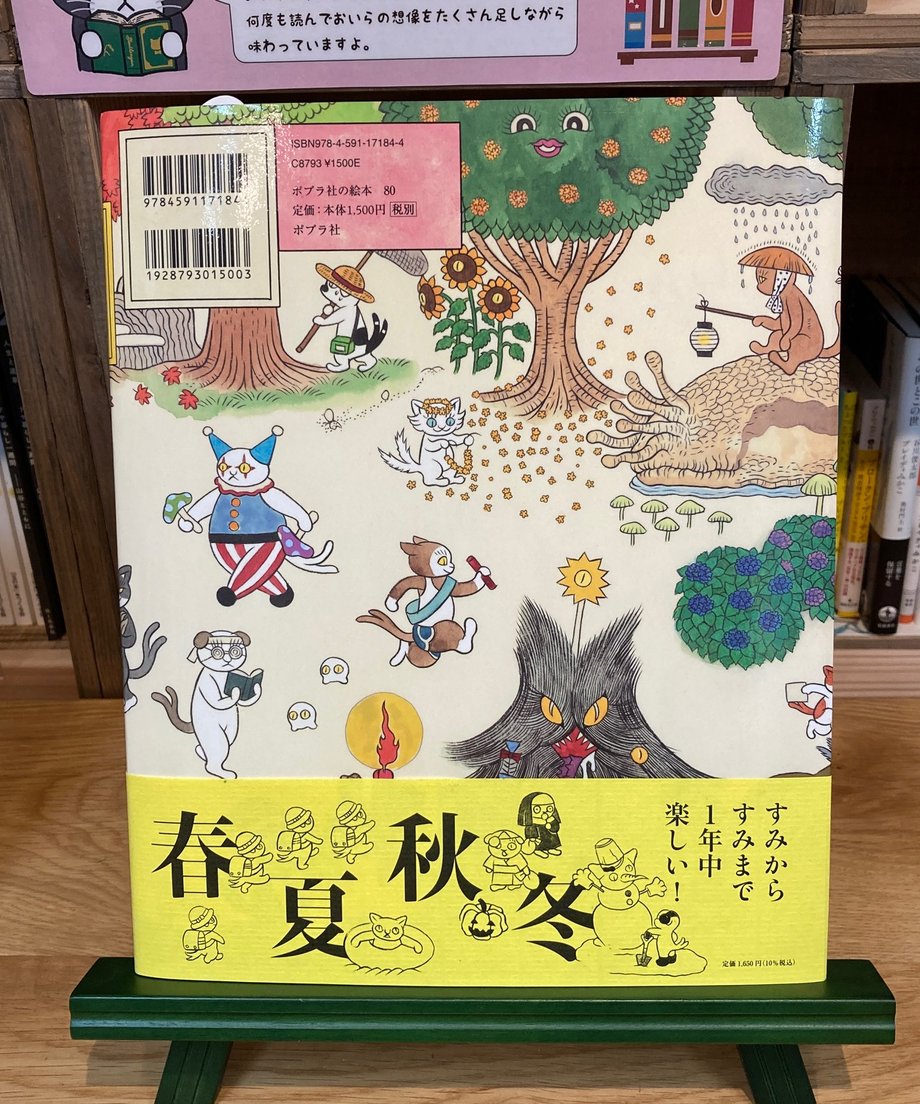 何度も読んでおいらの想像をたくさん足しながら
味わっていますよ。
ISBN978-4-591-17184-4
C8793 ¥1500E
ポプラ社の絵本 80
定価：本体1,500円 税別
ポプラ社
978459117184
1928793015003
すみから
すみまで
1年中
楽しい！
春
夏
秋
冬
定価 1,650円（10%税込）